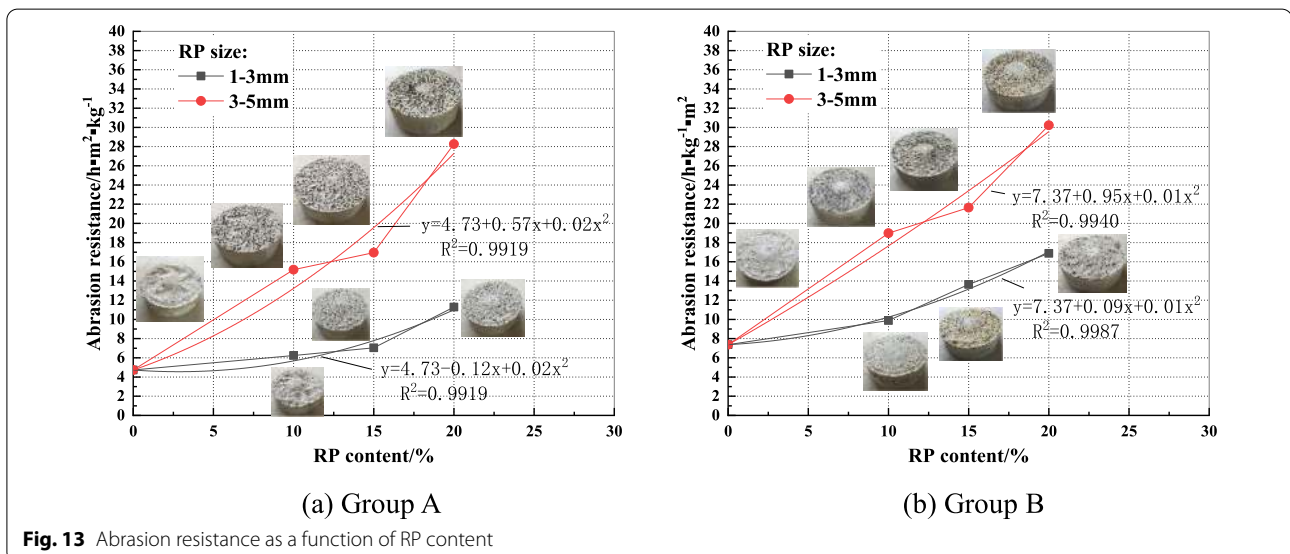 RP size:
1-3mm
3-5mm
Abrasion resistance/h▪m²▪kg⁻¹
40
38
36
34
32
30
28
26
24
22
20
18
16
14
12
10
8
6
4
2
0
y=4.73+0.57x+0.02x²
R²=0.9919
y=4.73-0.12x+0.02x²
R²=0.9919
0 5 10 15 20 25 30
RP content/%
(a) Group A
RP size:
1-3mm
3-5mm
Abrasion resistance/h▪kg⁻¹▪m²
40
38
36
34
32
30
28
26
24
22
20
18
16
14
12
10
8
6
4
2
0
y=7.37+0.95x+0.01x²
R²=0.9940
y=7.37+0.09x+0.01x²
R²=0.9987
0 5 10 15 20 25 30
RP content/%
(b) Group B
Fig. 13 Abrasion resistance as a function of RP content